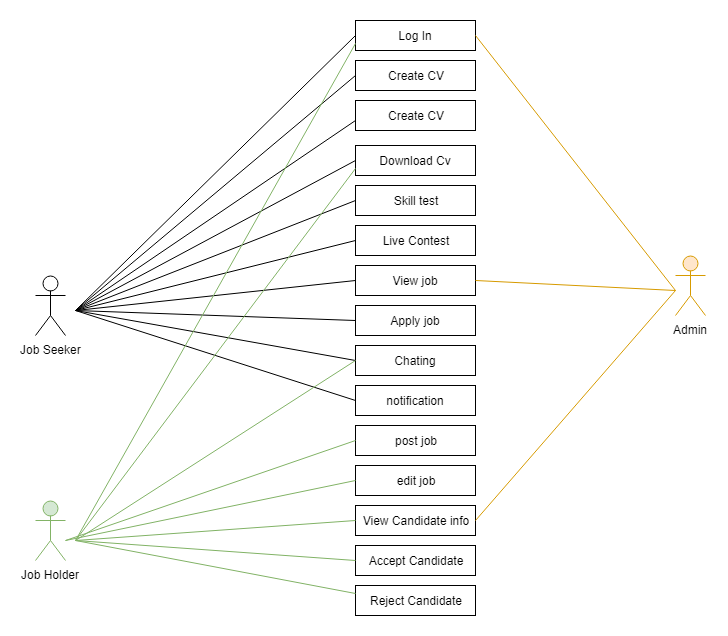 Log In
Create CV
Create CV
Download Cv
Skill test
Live Contest
View job
Apply job
Chating
notification
post job
edit job
View Candidate info
Accept Candidate
Reject Candidate
Job Seeker
Job Holder
Admin